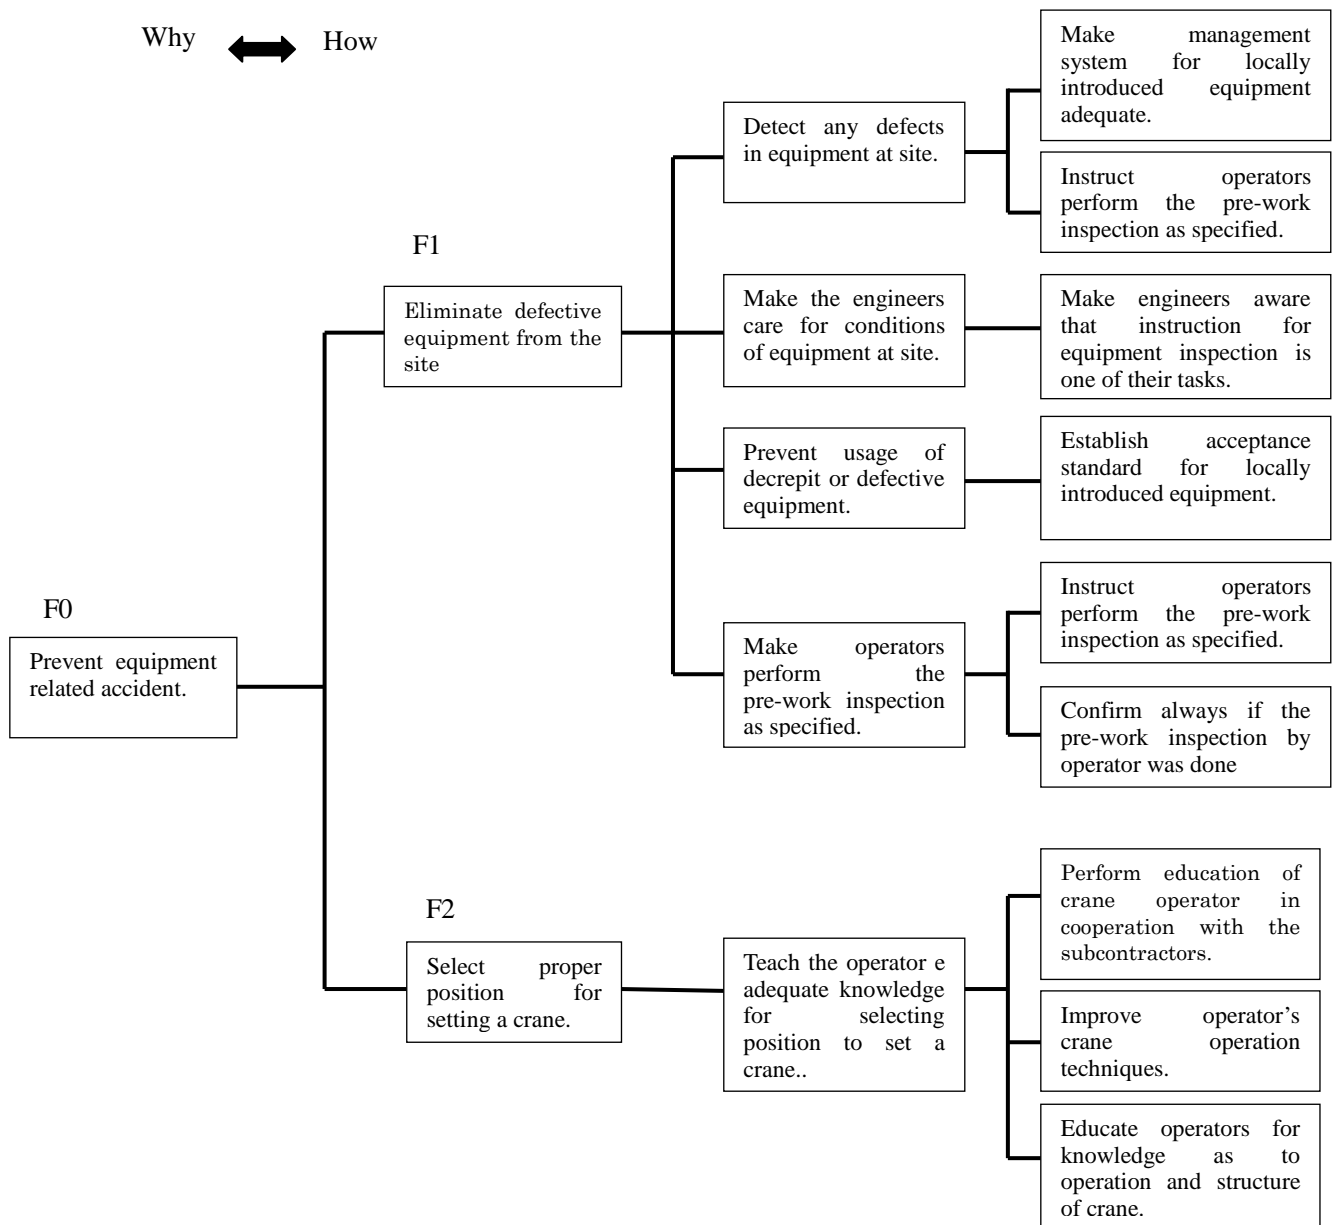 Why
How
Make management
system for locally
introduced equipment
adequate.
Detect any defects
in equipment at site.
Instruct operators
perform the pre-work
inspection as specified.
F1
Eliminate defective
equipment from the
site
Make the engineers
care for conditions
of equipment at site.
Make engineers aware
that instruction for
equipment inspection is
one of their tasks.
Prevent usage of
decrepit or defective
equipment.
Establish acceptance
standard for locally
introduced equipment.
F0
Prevent equipment
related accident.
Make operators
perform the
pre-work inspection
as specified.
Instruct operators
perform the pre-work
inspection as specified.
Confirm always if the
pre-work inspection by
operator was done
F2
Select proper
position for
setting a crane.
Teach the operator e
adequate knowledge
for selecting
position to set a
crane..
Perform education of
crane operator in
cooperation with the
subcontractors.
Improve operator’s
crane operation
techniques.
Educate operators for
knowledge as to
operation and structure
of crane.